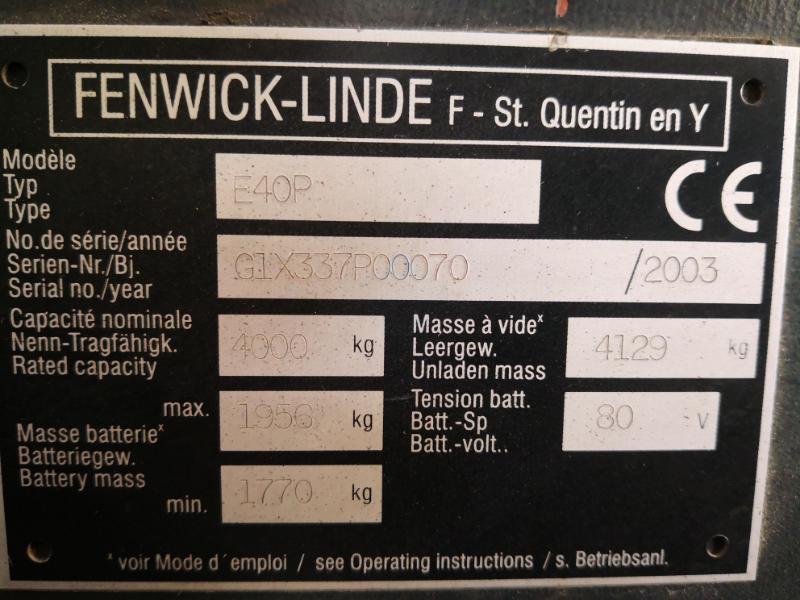 FENWICK-LINDE F - St. Quentin en Y
Modèle
Typ
Type
E40P
CE
No.de série/année
Serien-Nr./Bj.
Serial no./year
G1X337P00070 /2003
Capacité nominale
Nenn-Tragfähigk.
Rated capacity
4000 kg
Masse à vide×
Leergew.
Unladen mass
4129 kg
max.
1956 kg
Masse batterie×
Batteriegew.
Battery mass
min.
1770 kg
Tension batt.
Batt.-Sp
Batt.-volt..
80 V
× voir Mode d´emploi / see Operating instructions / s. Betriebsanl.